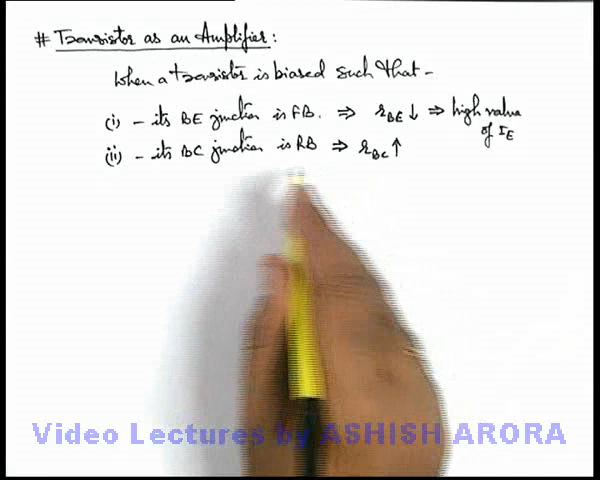 # Transistor as an Amplifier:
When a transistor is biased such that -
(i) - its BE junction is FB. ⇒ r_BE ↓ ⇒ high value of I_E
(ii) - its BC junction is RB ⇒ r_BC ↑
Video Lectures by ASHISH ARORA